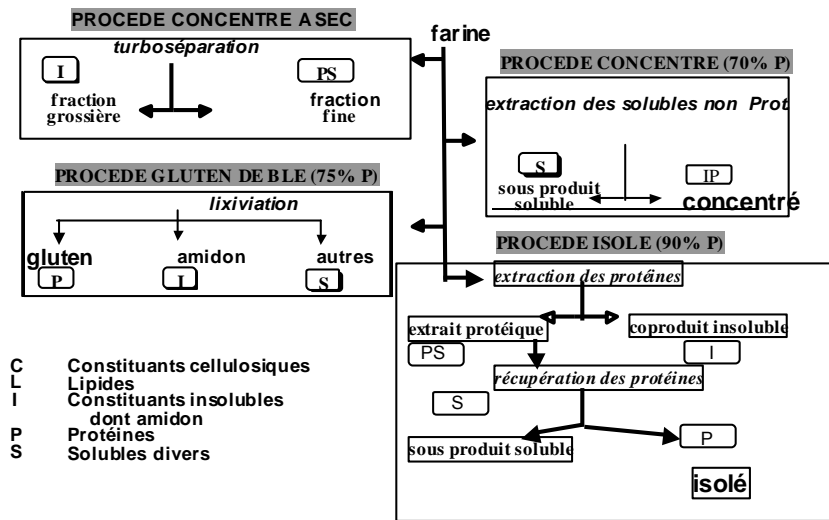 PROCEDE CONCENTRE A SEC
farine
turboséparation
I
PS
fraction
grossière
fraction
fine
PROCEDE CONCENTRE (70% P)
extraction des solubles non Prot
S
IP
sous produit
soluble
concentré
PROCEDE GLUTEN DE BLE (75% P)
lixiviation
gluten
amidon
autres
P
I
S
PROCEDE ISOLE (90% P)
extraction des protéines
extrait protéique
coproduit insoluble
PS
I
récupération des protéines
S
sous produit soluble
P
isolé
C Constituants cellulosiques
L Lipides
I Constituants insolubles
dont amidon
P Protéines
S Solubles divers